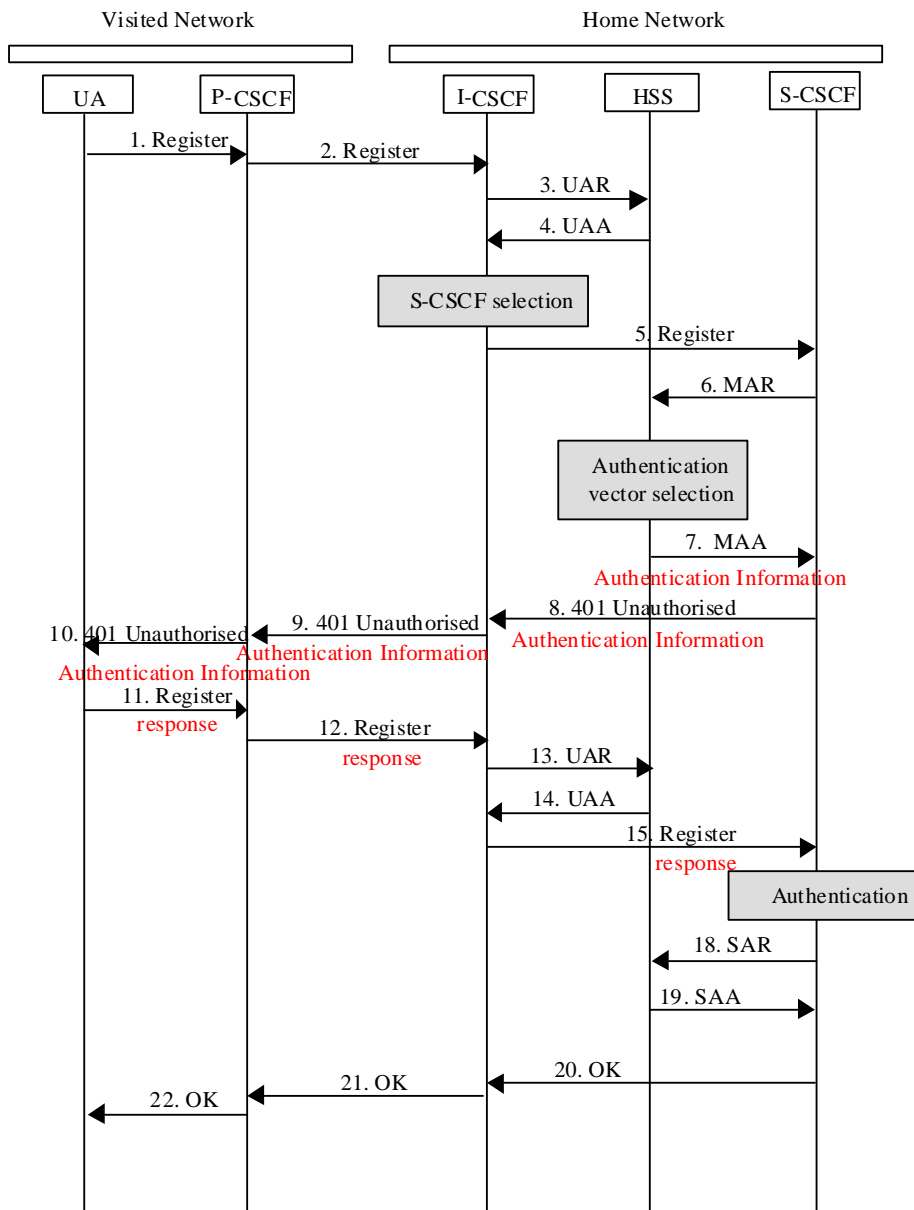 Visited Network
Home Network
UA
P-CSCF
I-CSCF
HSS
S-CSCF
1. Register
2. Register
3. UAR
4. UAA
S-CSCF selection
5. Register
6. MAR
Authentication
vector selection
7. MAA
Authentication Information
8. 401 Unauthorised
Authentication Information
9. 401 Unauthorised
Authentication Information
10. 401 Unauthorised
Authentication Information
11. Register
response
12. Register
response
13. UAR
14. UAA
15. Register
response
Authentication
18. SAR
19. SAA
20. OK
21. OK
22. OK